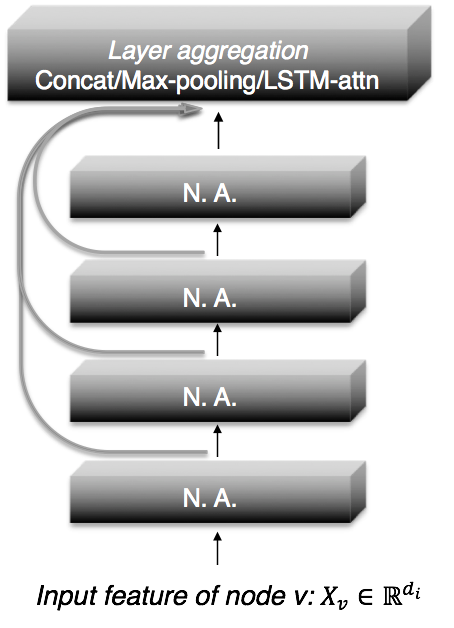 Layer aggregation
Concat/Max-pooling/LSTM-attn
N. A.
N. A.
N. A.
N. A.
Input feature of node v: X_v ∈ ℝ^{d_i}